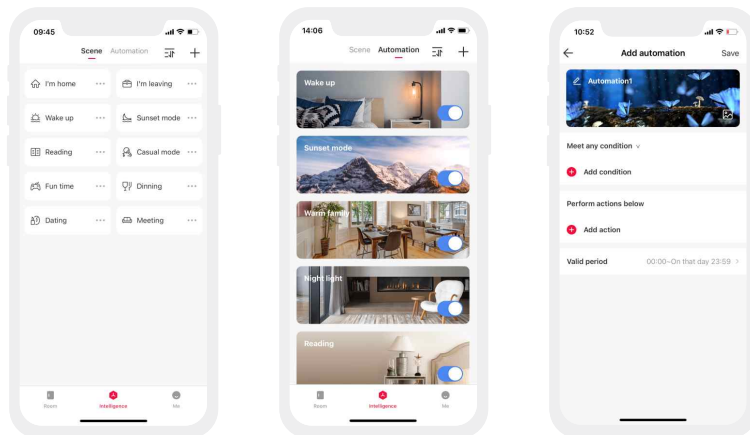 09:45
Scene Automation
I'm home
I'm leaving
Wake up
Sunset mode
Reading
Casual mode
Fun time
Dinning
Dating
Meeting
Room Intelligence Me
14:06
Scene Automation
Wake up
Sunset mode
Warm family
Night light
Reading
Room Intelligence Me
10:52
Add automation Save
Automation1
Meet any condition
Add condition
Perform actions below
Add action
Valid period 00:00-On that day 23:59